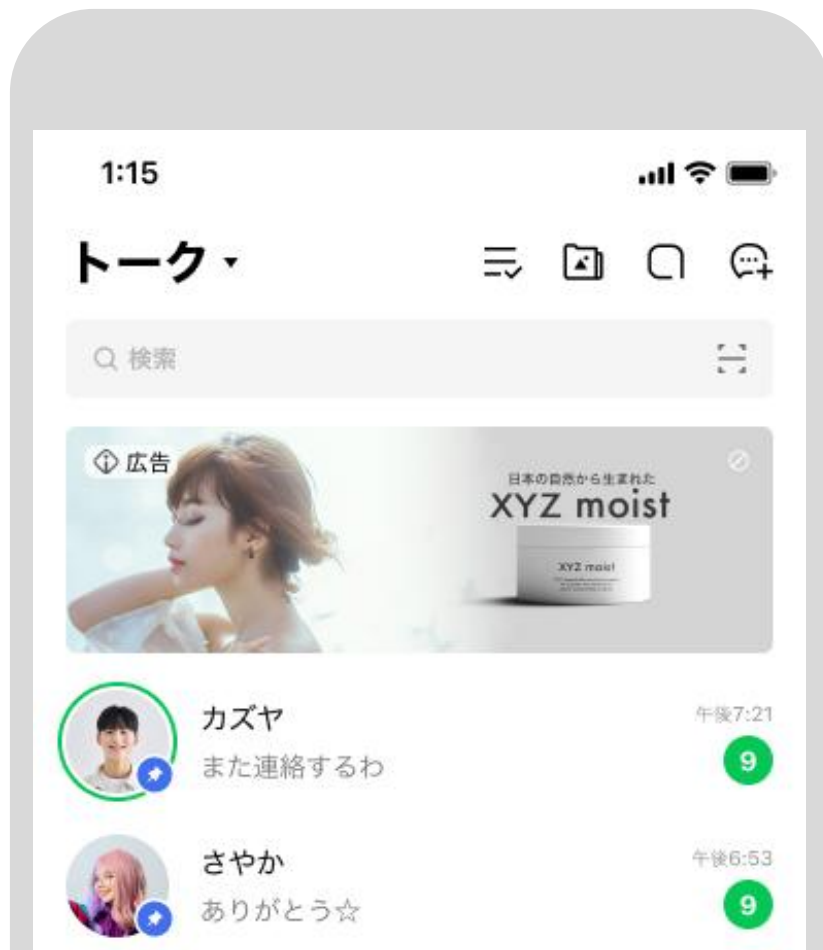 1:15
トーク
検索
広告
日本の自然から生まれた
XYZ moist
XYZ moist
カズヤ
午後7:21
また連絡するわ
9
さやか
午後6:53
ありがとう☆
9